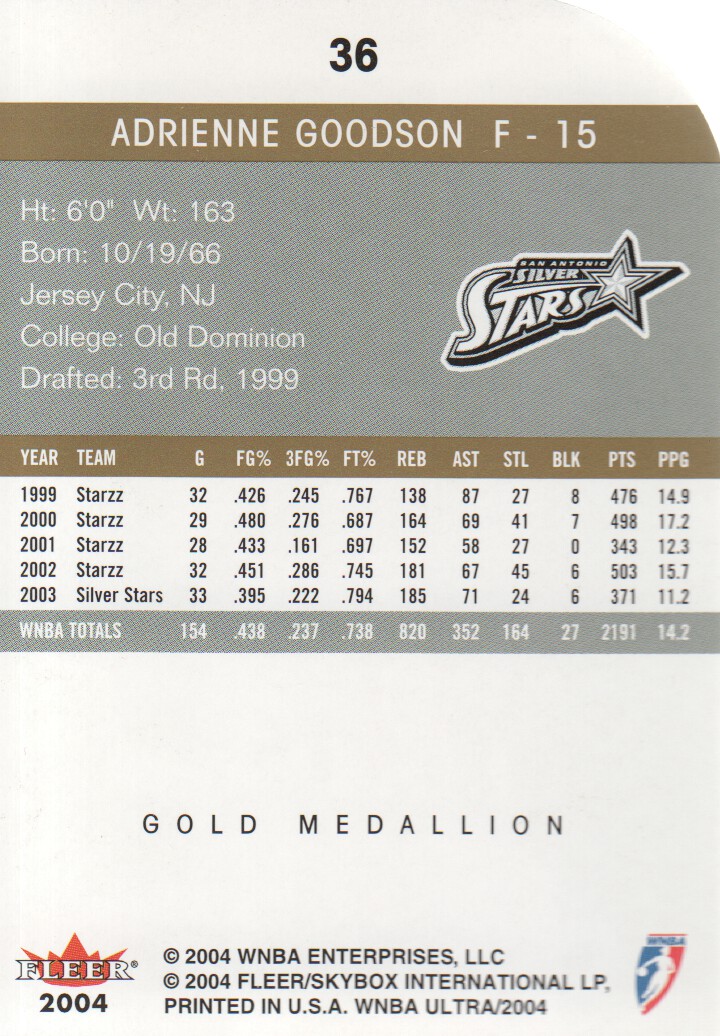 36
ADRIENNE GOODSON F - 15
Ht: 6'0" Wt: 163
Born: 10/19/66
Jersey City, NJ
College: Old Dominion
Drafted: 3rd Rd, 1999
SAN ANTONIO
SILVER
STARS
YEAR TEAM G FG% 3FG% FT% REB AST STL BLK PTS PPG
1999 Starzz 32 .426 .245 .767 138 87 27 8 476 14.9
2000 Starzz 29 .480 .276 .687 164 69 41 7 498 17.2
2001 Starzz 28 .433 .161 .697 152 58 27 0 343 12.3
2002 Starzz 32 .451 .286 .745 181 67 45 6 503 15.7
2003 Silver Stars 33 .395 .222 .794 185 71 24 6 371 11.2
WNBA TOTALS 154 .438 .237 .738 820 352 164 27 2191 14.2
GOLD MEDALLION
FLEER®
2004
© 2004 WNBA ENTERPRISES, LLC
© 2004 FLEER/SKYBOX INTERNATIONAL LP,
PRINTED IN U.S.A. WNBA ULTRA/2004
WNBA